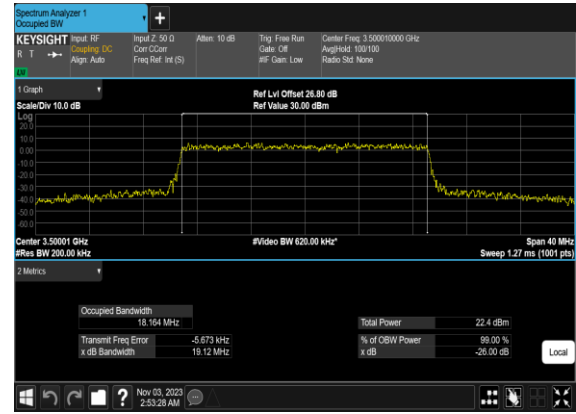 Spectrum Analyzer 1
Occupied BW
+
KEYSIGHT
R T
LXI
Input: RF
Coupling: DC
Align: Auto
Input Z: 50 Ω
Corr CCorr
Freq Ref: Int (S)
Atten: 10 dB
Trig: Free Run
Gate: Off
#IF Gain: Low
Center Freq: 3.500010000 GHz
Avg|Hold: 100/100
Radio Std: None
1 Graph
Scale/Div 10.0 dB
Ref Lvl Offset 26.80 dB
Ref Value 30.00 dBm
Log
20.0
10.0
0.00
-10.0
-20.0
-30.0
-40.0
-50.0
-60.0
Center 3.50001 GHz
#Res BW 200.00 kHz
#Video BW 620.00 kHz*
Span 40 MHz
Sweep 1.27 ms (1001 pts)
2 Metrics
Occupied Bandwidth
18.164 MHz
Transmit Freq Error -5.673 kHz
x dB Bandwidth 19.12 MHz
Total Power 22.4 dBm
% of OBW Power 99.00 %
x dB -26.00 dB
Local
?
Nov 03, 2023
2:53:28 AM